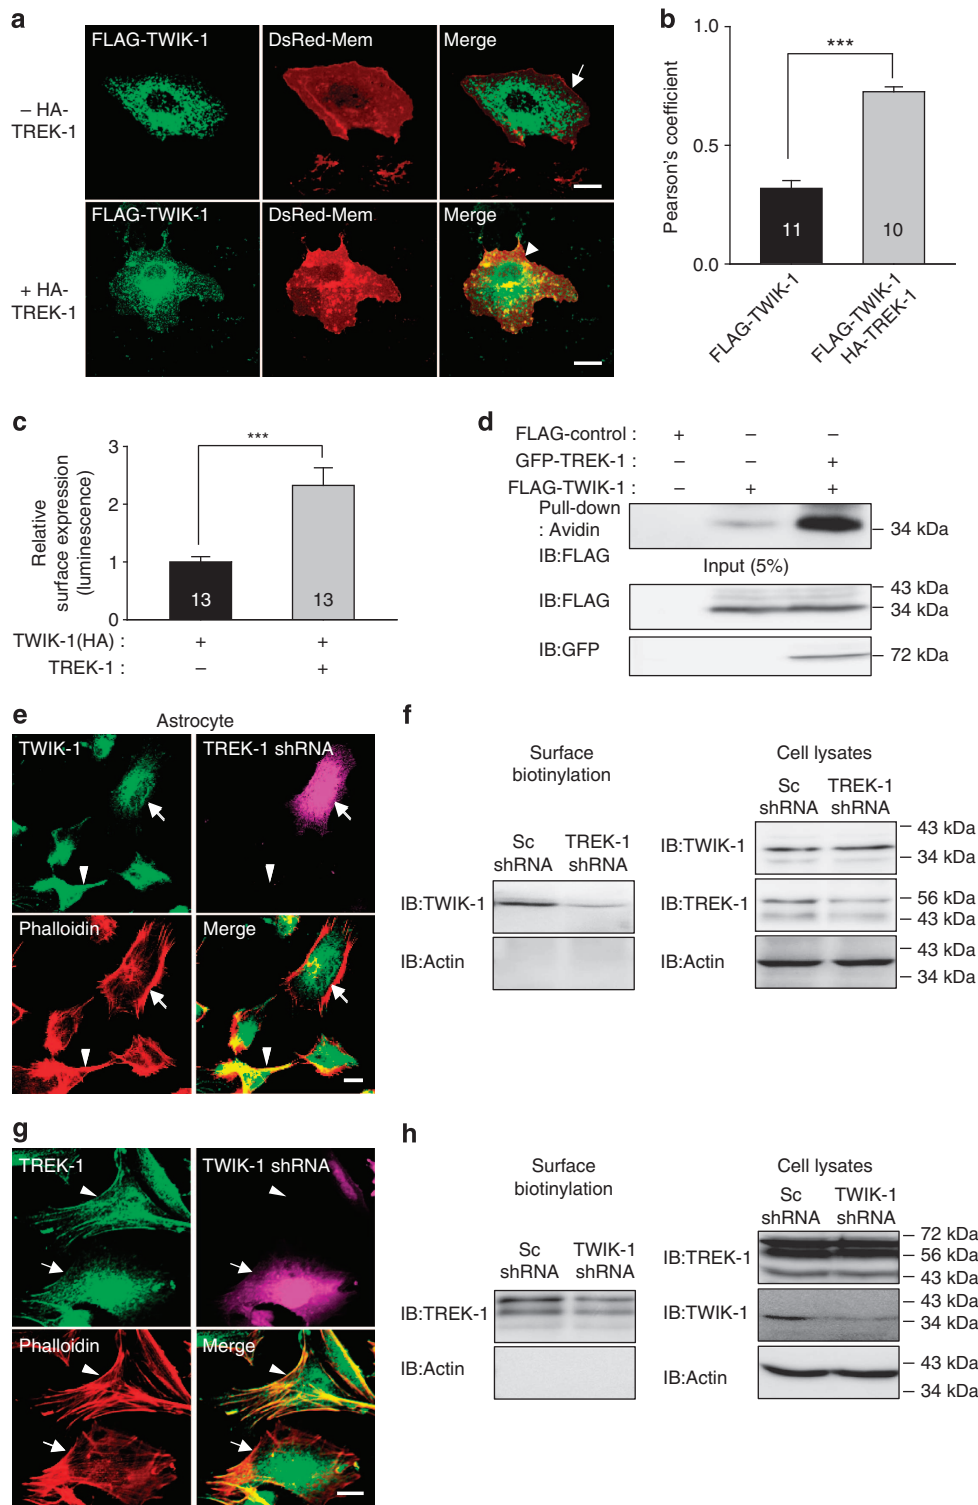 a
FLAG-TWIK-1 DsRed-Mem Merge
– HA-
TREK-1
FLAG-TWIK-1 DsRed-Mem Merge
+ HA-
TREK-1
b
Pearson's coefficient
1.0
0.5
0.0
***
11 10
FLAG-TWIK-1
FLAG-TWIK-1
HA-TREK-1
c
Relative
surface expression
(luminescence)
3
2
1
0
***
13 13
TWIK-1(HA) : + +
TREK-1 : – +
d
FLAG-control : + – –
GFP-TREK-1 : – – +
FLAG-TWIK-1 : – + +
Pull-down
: Avidin
IB:FLAG
– 34 kDa
Input (5%)
IB:FLAG
– 43 kDa
– 34 kDa
IB:GFP
– 72 kDa
e
Astrocyte
TWIK-1 TREK-1 shRNA
Phalloidin Merge
f
Surface
biotinylation
Sc
shRNA
TREK-1
shRNA
IB:TWIK-1
IB:Actin
Cell lysates
Sc
shRNA
TREK-1
shRNA
IB:TWIK-1
– 43 kDa
– 34 kDa
IB:TREK-1
– 56 kDa
– 43 kDa
IB:Actin
– 43 kDa
– 34 kDa
g
TREK-1 TWIK-1 shRNA
Phalloidin Merge
h
Surface
biotinylation
Sc
shRNA
TWIK-1
shRNA
IB:TREK-1
IB:Actin
Cell lysates
Sc
shRNA
TWIK-1
shRNA
IB:TREK-1
– 72 kDa
– 56 kDa
– 43 kDa
IB:TWIK-1
– 43 kDa
– 34 kDa
IB:Actin
– 43 kDa
– 34 kDa